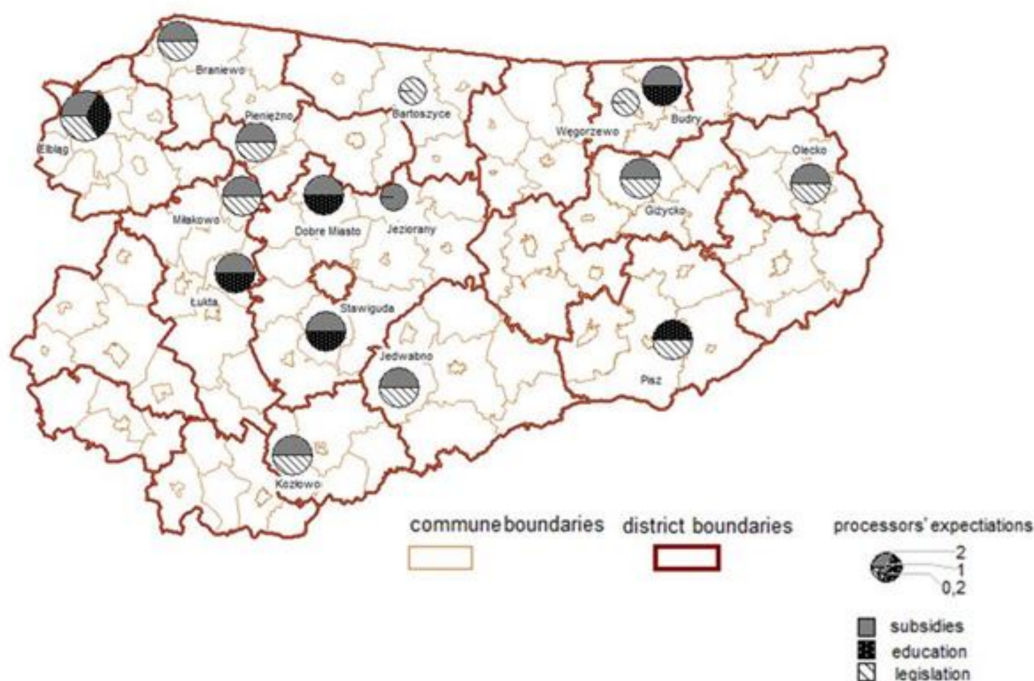 Braniewo
Bartoszyce
Pieniężno
Elbląg
Węgorzewo
Budry
Olecko
Miłakowo
Dobre Miasto
Jeziorany
Giżycko
Łukta
Stawiguda
Jedwabno
Pisz
Kozłowo
commune boundaries
district boundaries
processors' expectiations
2
1
0,2
subsidies
education
legislation